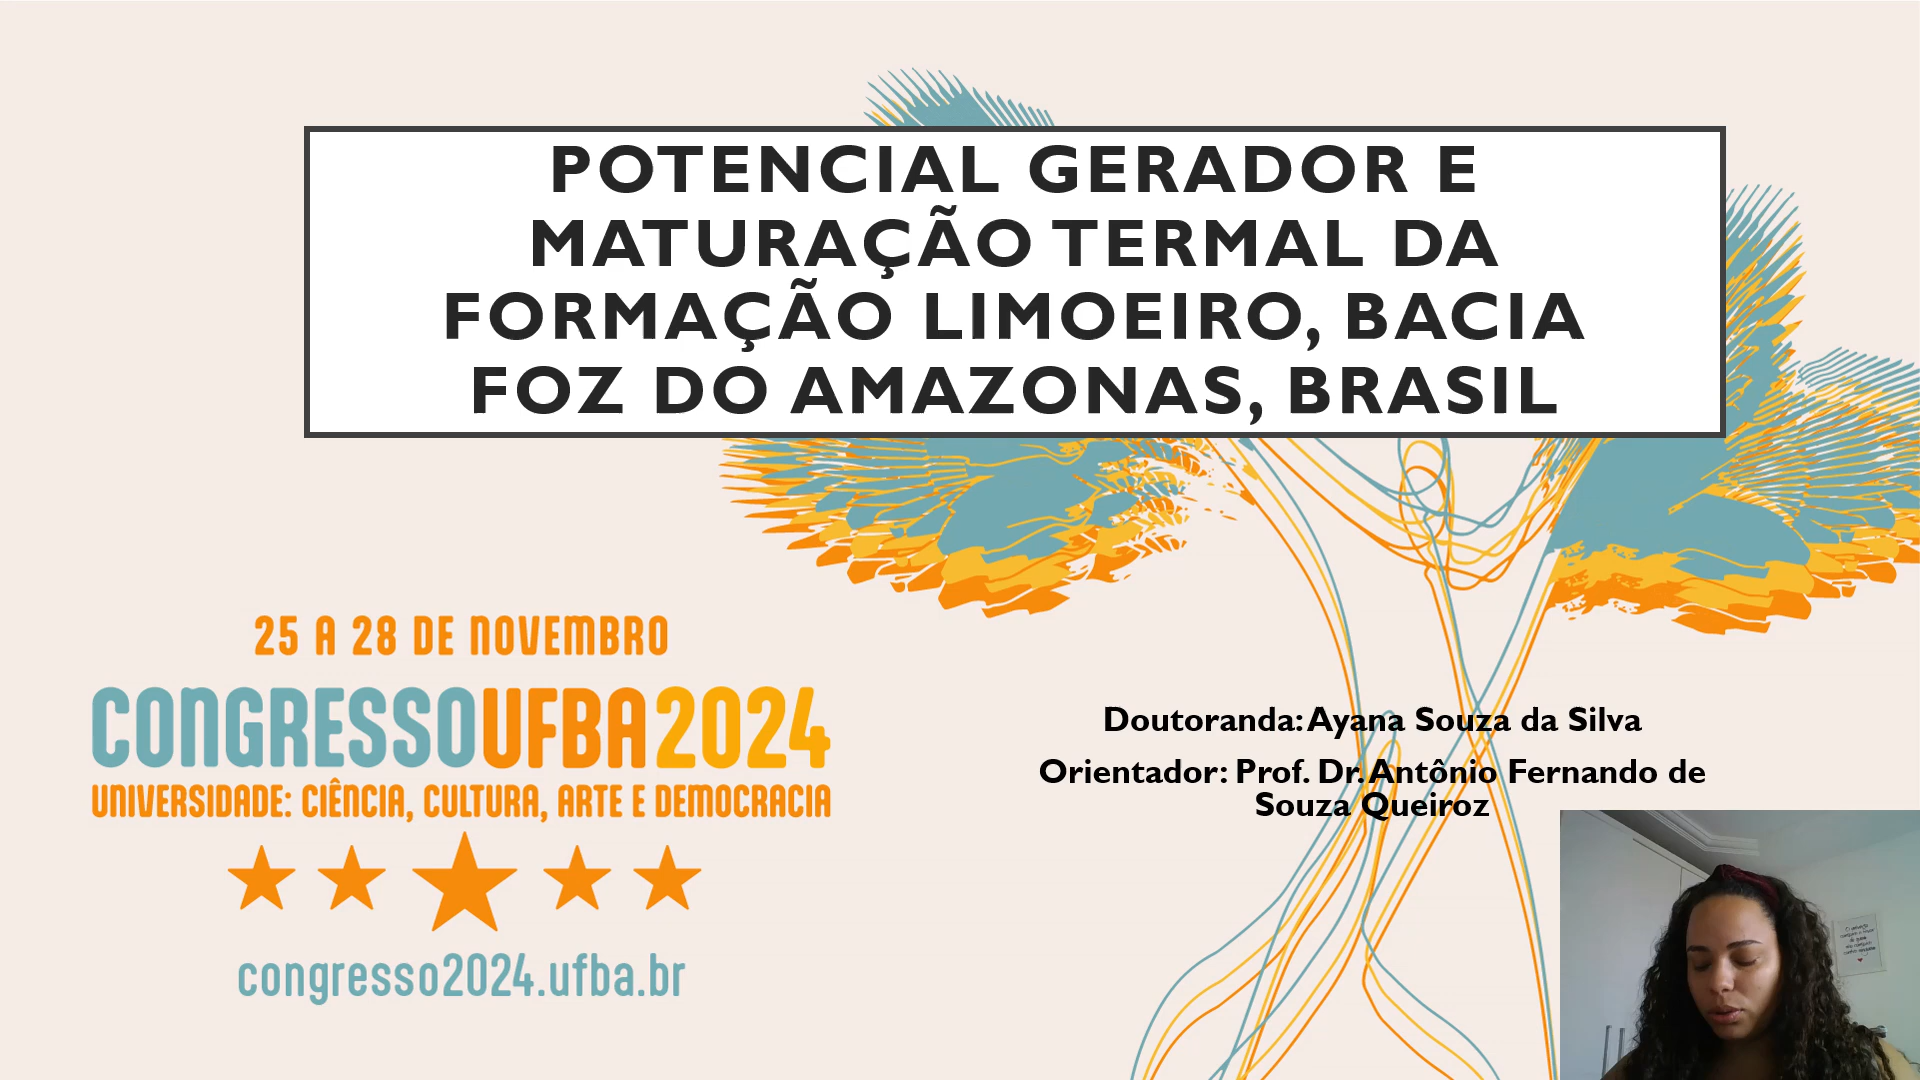 POTENCIAL GERADOR E
MATURAÇÃO TERMAL DA
FORMAÇÃO LIMOEIRO, BACIA
FOZ DO AMAZONAS, BRASIL
25 A 28 DE NOVEMBRO
CONGRESSOUFBA2024
UNIVERSIDADE: CIÊNCIA, CULTURA, ARTE E DEMOCRACIA
congresso2024.ufba.br
Doutoranda: Ayana Souza da Silva
Orientador: Prof. Dr. Antônio Fernando de
Souza Queiroz